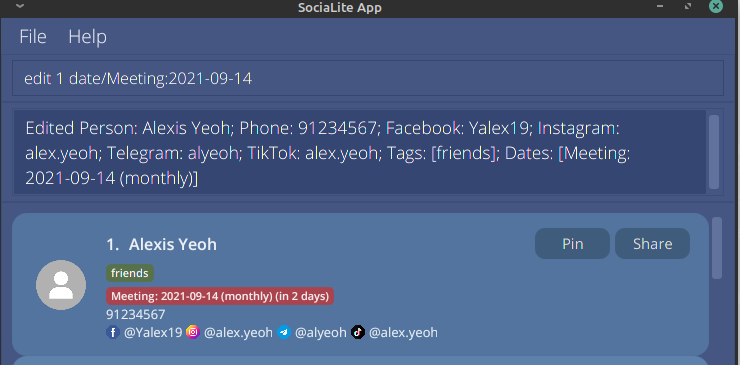 SociaLite App
File Help
edit 1 date/Meeting:2021-09-14
Edited Person: Alexis Yeoh; Phone: 91234567; Facebook: Yalex19; Instagram:
alex.yeoh; Telegram: alyeoh; TikTok: alex.yeoh; Tags: [friends]; Dates: [Meeting:
2021-09-14 (monthly)]
1. Alexis Yeoh Pin Share
friends
Meeting: 2021-09-14 (monthly) (in 2 days)
91234567
@Yalex19 @alex.yeoh @alyeoh @alex.yeoh